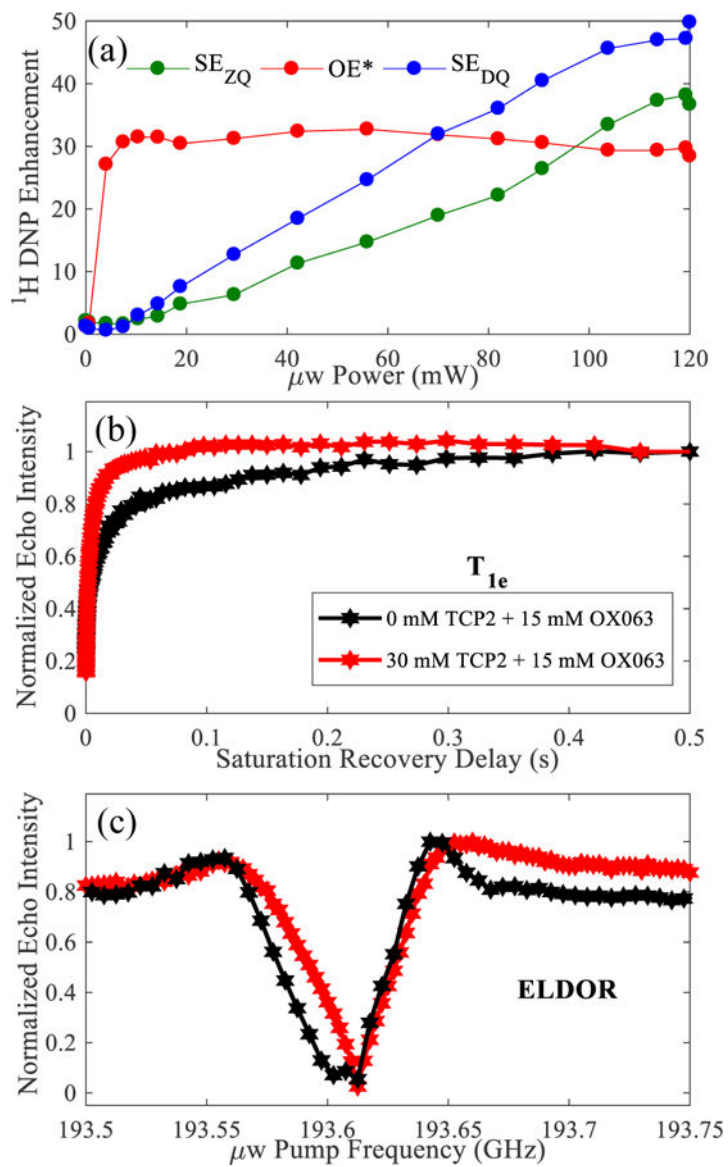 (a)
SE_ZQ OE* SE_DQ
¹H DNP Enhancement
50
40
30
20
10
0
0 20 40 60 80 100 120
μw Power (mW)
(b)
Normalized Echo Intensity
1
0.8
0.6
0.4
0.2
0
T_1e
0 mM TCP2 + 15 mM OX063
30 mM TCP2 + 15 mM OX063
0 0.1 0.2 0.3 0.4 0.5
Saturation Recovery Delay (s)
(c)
Normalized Echo Intensity
1
0.8
0.6
0.4
0.2
0
ELDOR
193.5 193.55 193.6 193.65 193.7 193.75
μw Pump Frequency (GHz)